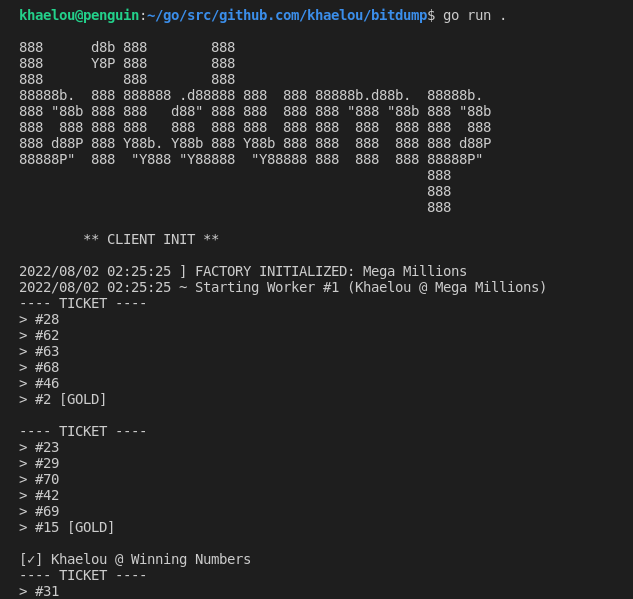 khaelou@penguin:~/go/src/github.com/khaelou/bitdump$ go run .
888      d8b 888        888
888      Y8P 888        888
888          888        888
88888b.  888 888888 .d88888 888  888 88888b.d88b.  88888b.
888 "88b 888 888   d88" 888 888  888 888 "888 "88b 888 "88b
888  888 888 888   888  888 888  888 888  888  888 888  888
888 d88P 888 Y88b. Y88b 888 Y88b 888 888  888  888 888 d88P
88888P"  888  "Y888 "Y88888  "Y88888 888  888  888 88888P"
                                                   888
                                                   888
                                                   888
** CLIENT INIT **
2022/08/02 02:25:25 ] FACTORY INITIALIZED: Mega Millions
2022/08/02 02:25:25 ~ Starting Worker #1 (Khaelou @ Mega Millions)
---- TICKET ----
> #28
> #62
> #63
> #68
> #46
> #2 [GOLD]
---- TICKET ----
> #23
> #29
> #70
> #42
> #69
> #15 [GOLD]
[✓] Khaelou @ Winning Numbers
---- TICKET ----
> #31